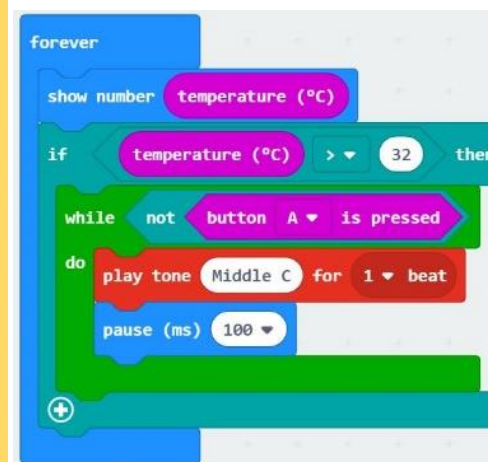 forever
show number temperature (°C)
if temperature (°C) > 32
while not button A is pressed
do
play tone Middle C for 1 beat
pause (ms) 100